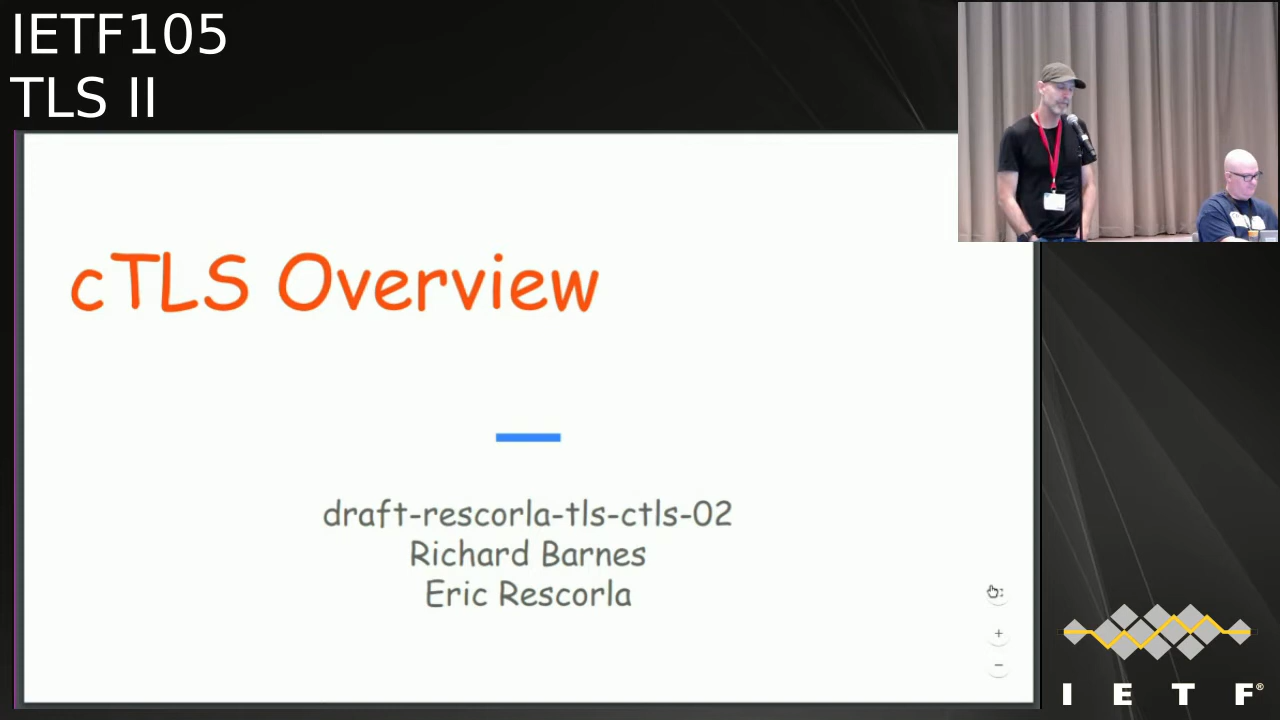 IETF105
TLS II
cTLS Overview
draft-rescorla-tls-ctls-02
Richard Barnes
Eric Rescorla
I E T F®